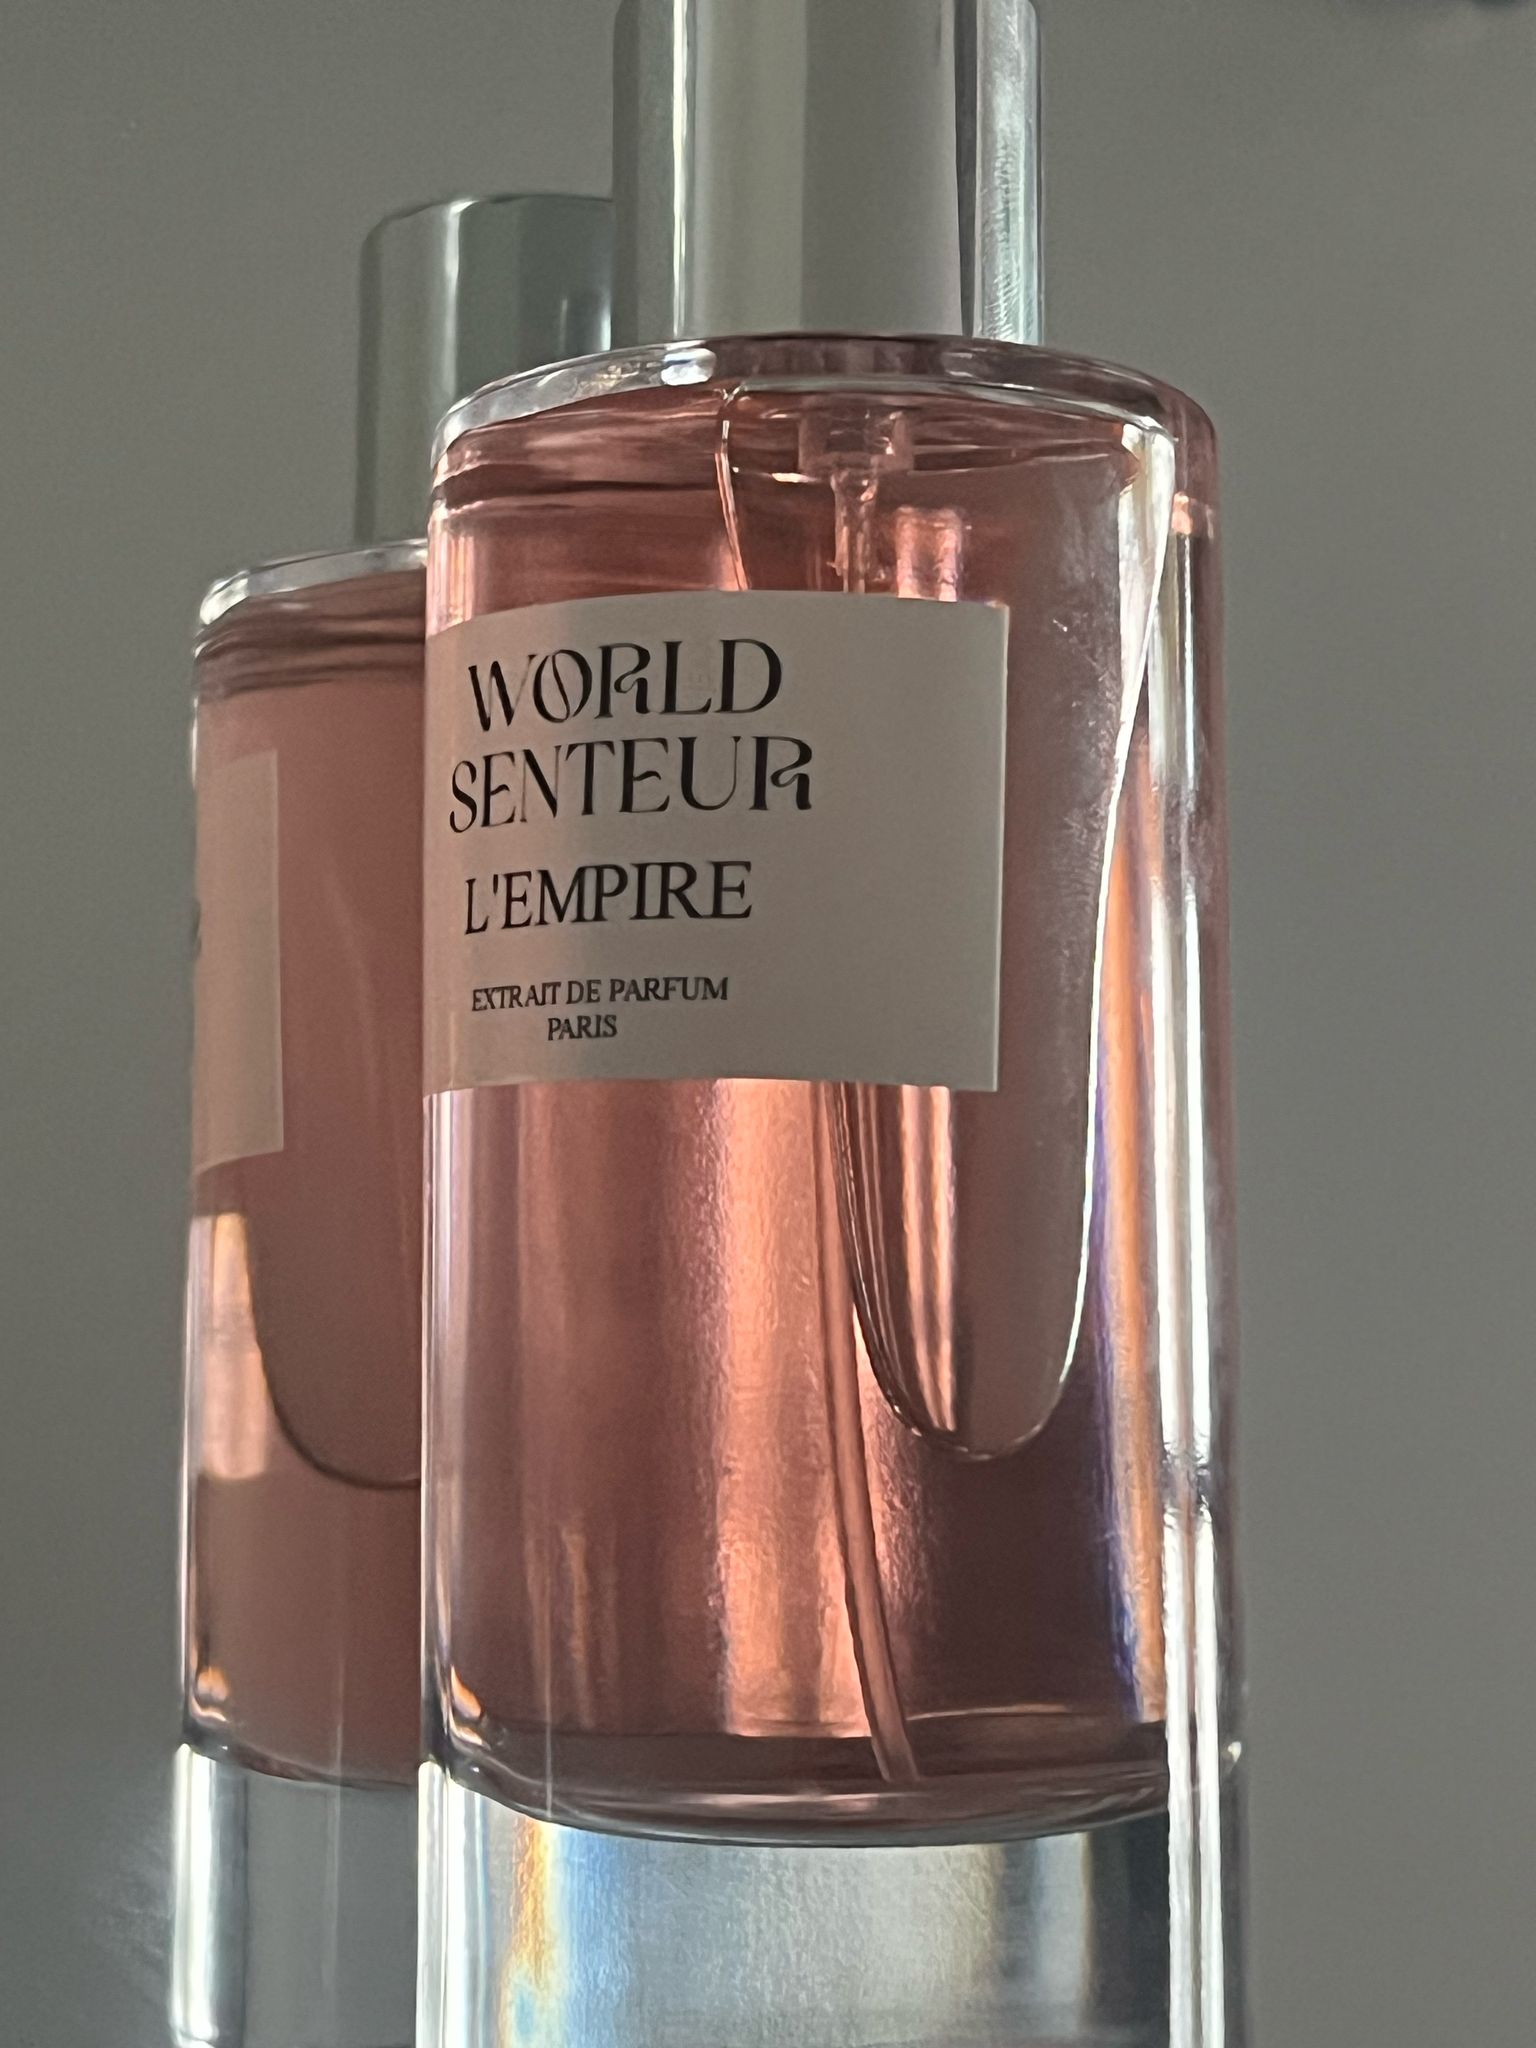 WORLD
SENTEUR
L'EMPIRE
EXTRAIT DE PARFUM
PARIS